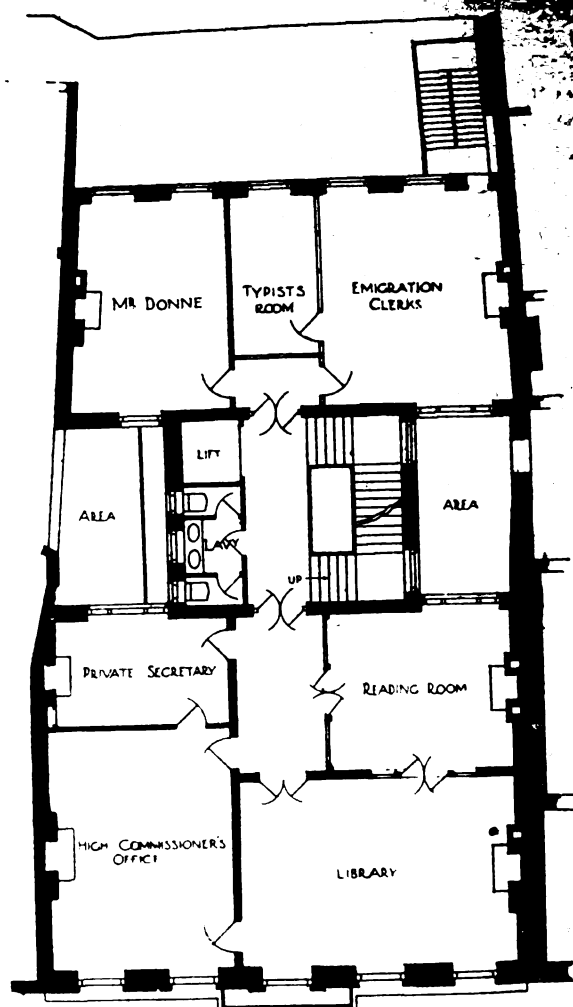 MR DONNE
TYPISTS
ROOM
EMIGRATION
CLERKS
LIFT
AREA
LAVY
AREA
UP
PRIVATE SECRETARY
READING ROOM
HIGH COMMISSIONER'S
OFFICE
LIBRARY